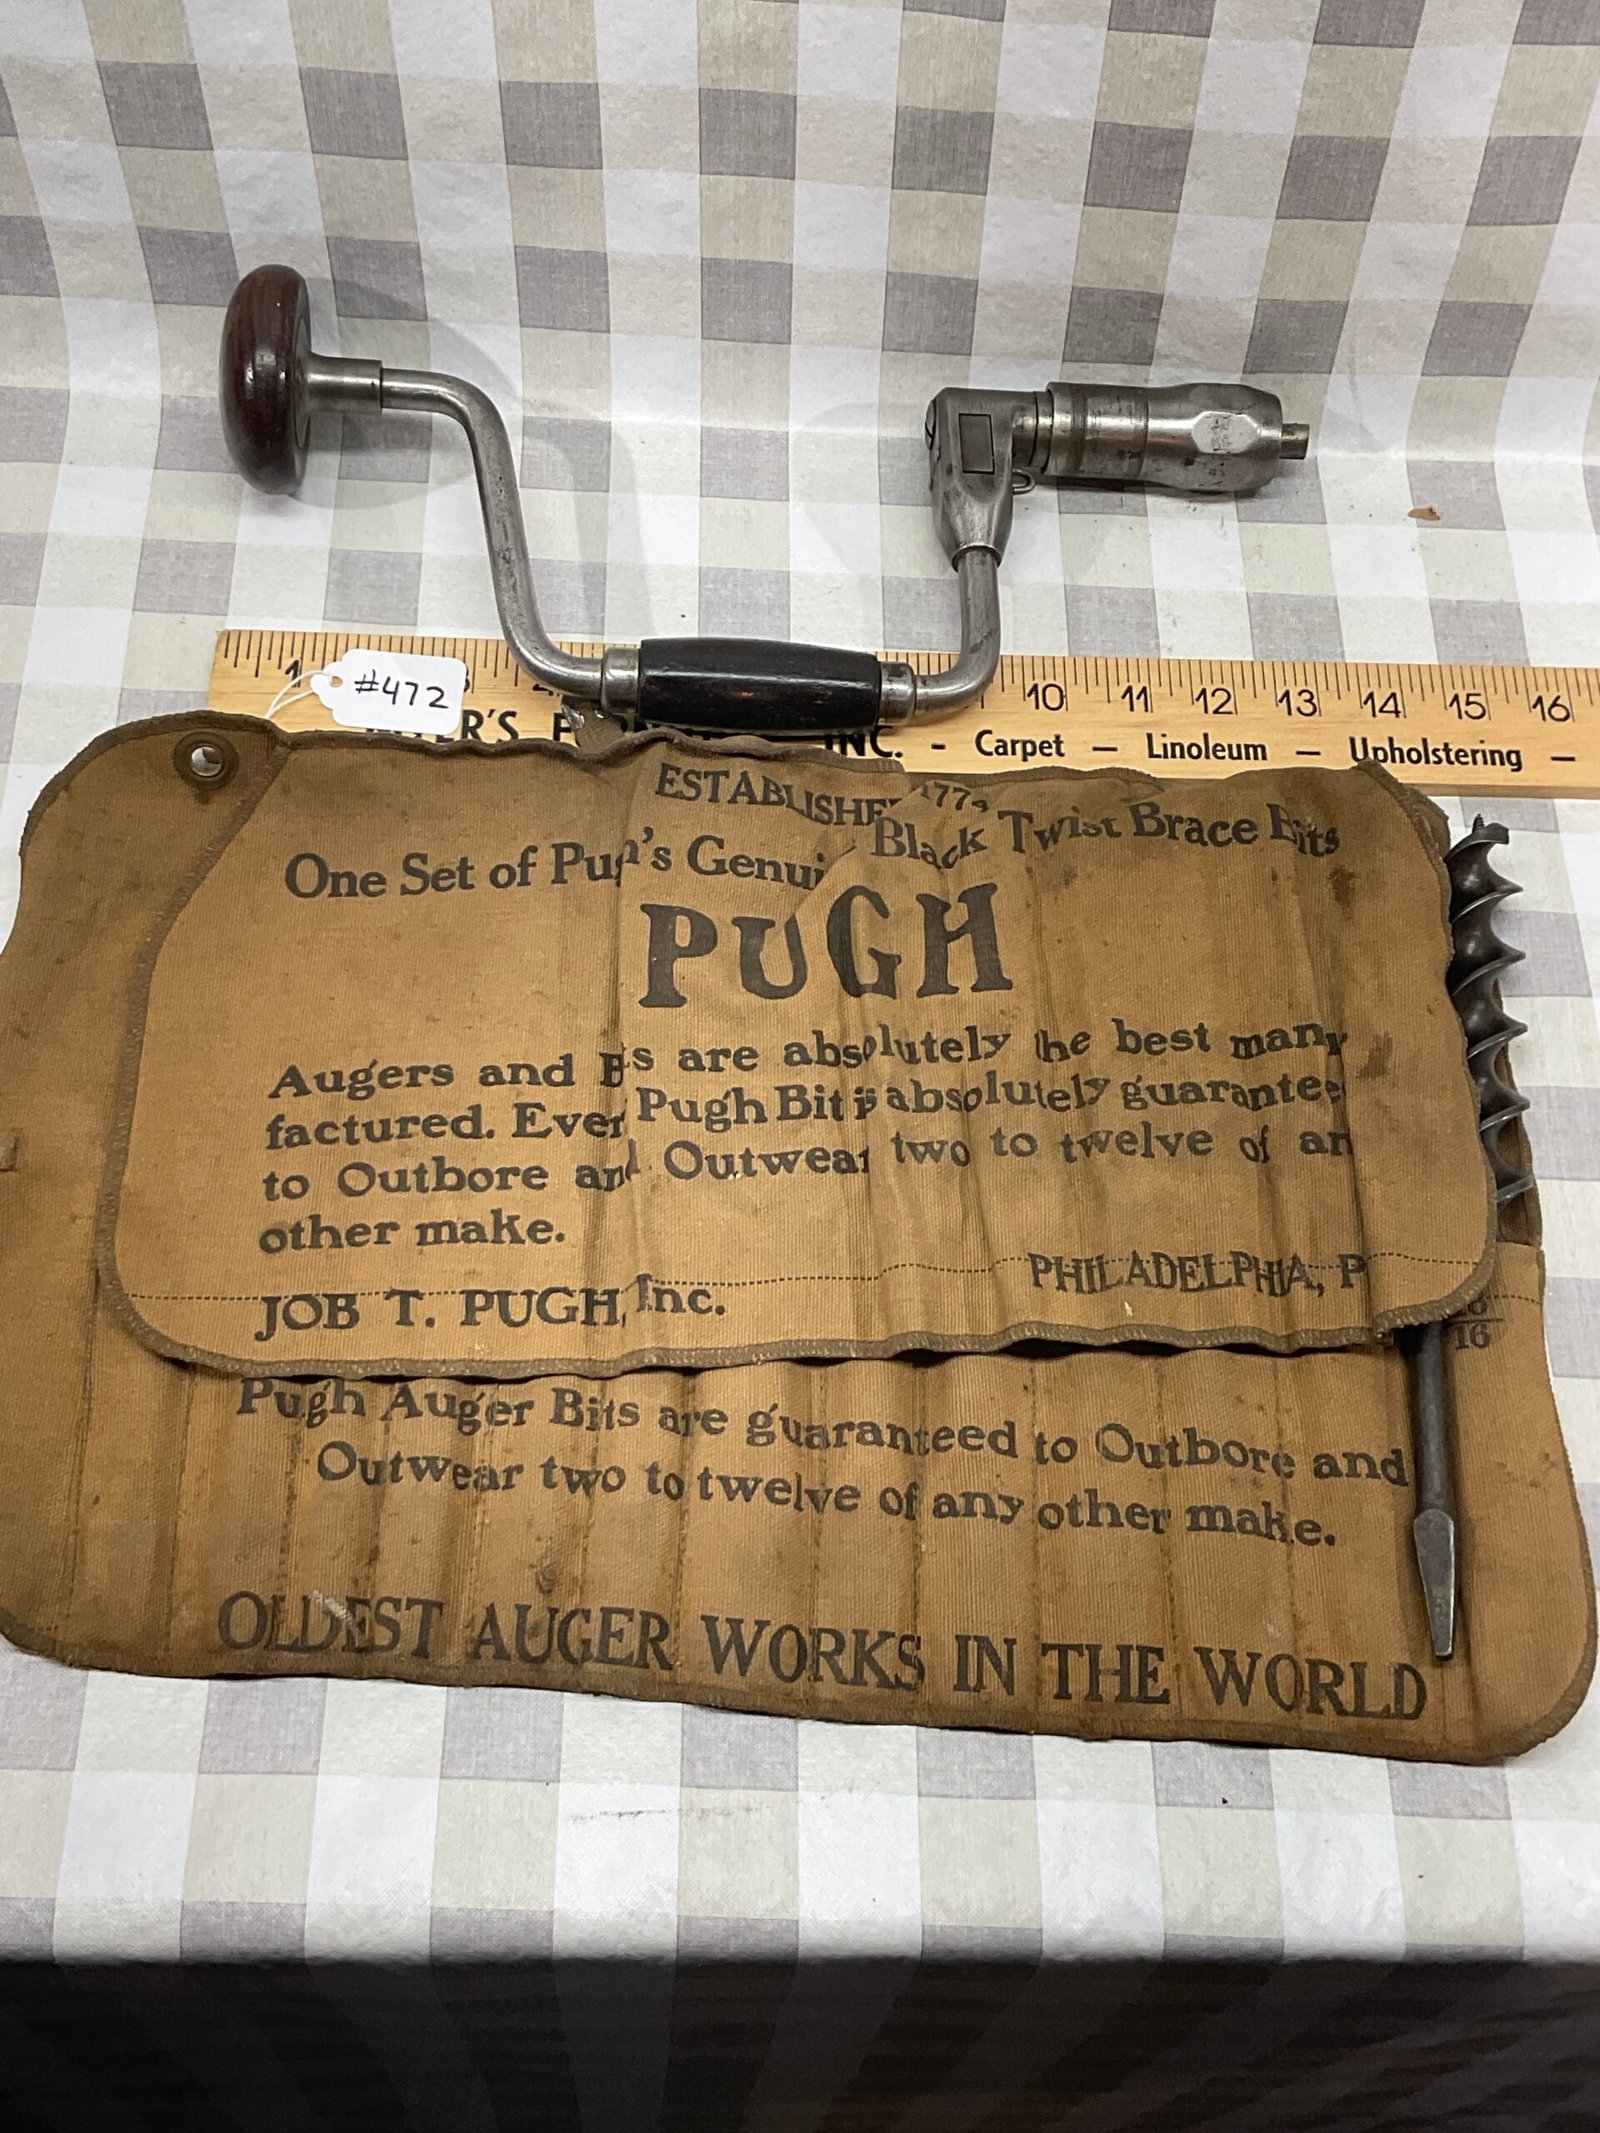 10 11 12 13 14 15 16
#472
INC. - Carpet — Linoleum — Upholstering —
ESTABLISHE 177
One Set of Pu 's Genui Black Twist Brace Bits
PUGH
Augers and B s are absolutely the best manu
factured. Ever Pugh Bit is absolutely guarantee
to Outbore and Outwear two to twelve of an
other make.
JOB T. PUGH, Inc.
PHILADELPHIA, P
16
Pugh Auger Bits are guaranteed to Outbore and
Outwear two to twelve of any other make.
OLDEST AUGER WORKS IN THE WORLD